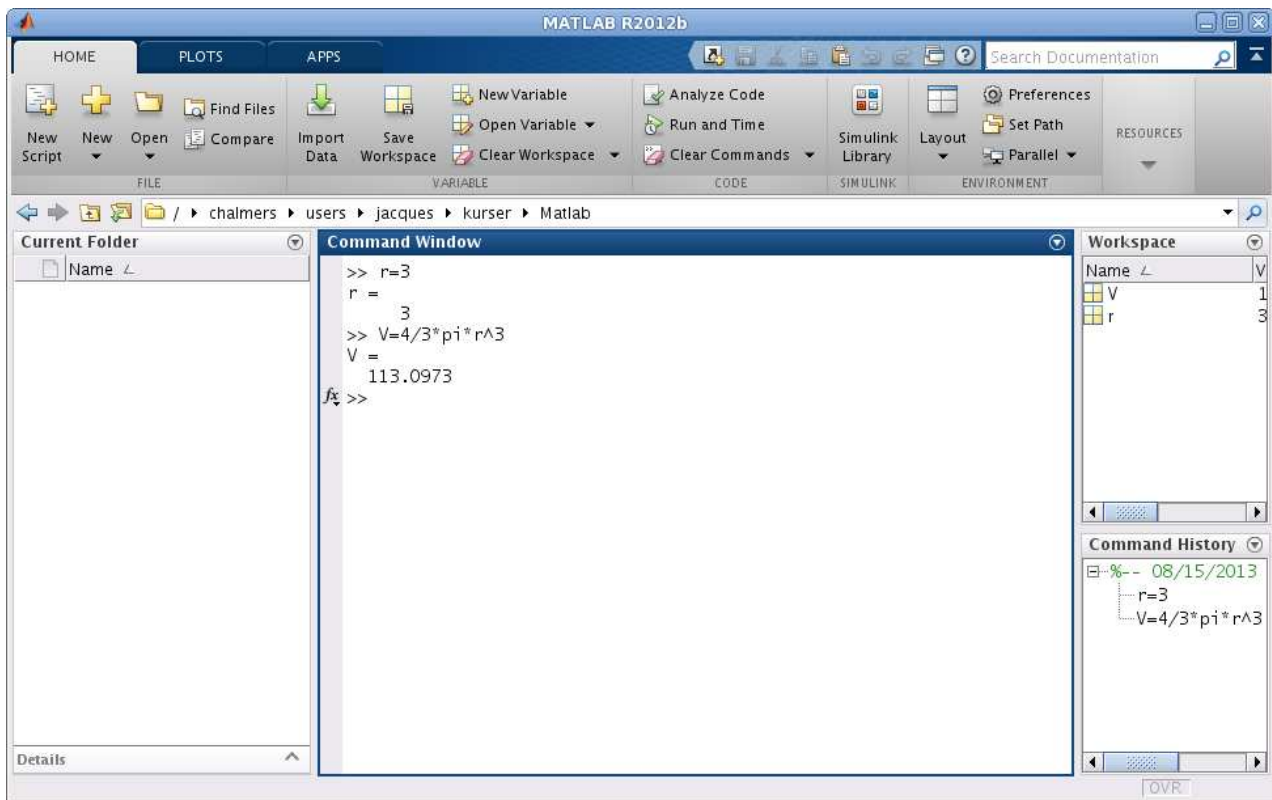 MATLAB R2012b
HOME PLOTS APPS Search Documentation
New Script
New
Open
Find Files
Compare
FILE
Import Data
Save Workspace
New Variable
Open Variable
Clear Workspace
VARIABLE
Analyze Code
Run and Time
Clear Commands
CODE
Simulink Library
SIMULINK
Layout
Preferences
Set Path
Parallel
ENVIRONMENT
RESOURCES
/ chalmers users jacques kurser Matlab
Current Folder
Name
Details
Command Window
>> r=3
r =
3
>> V=4/3*pi*r^3
V =
113.0973
fx >>
Workspace
Name V
V 1
r 3
Command History
%-- 08/15/2013
r=3
V=4/3*pi*r^3
OVR